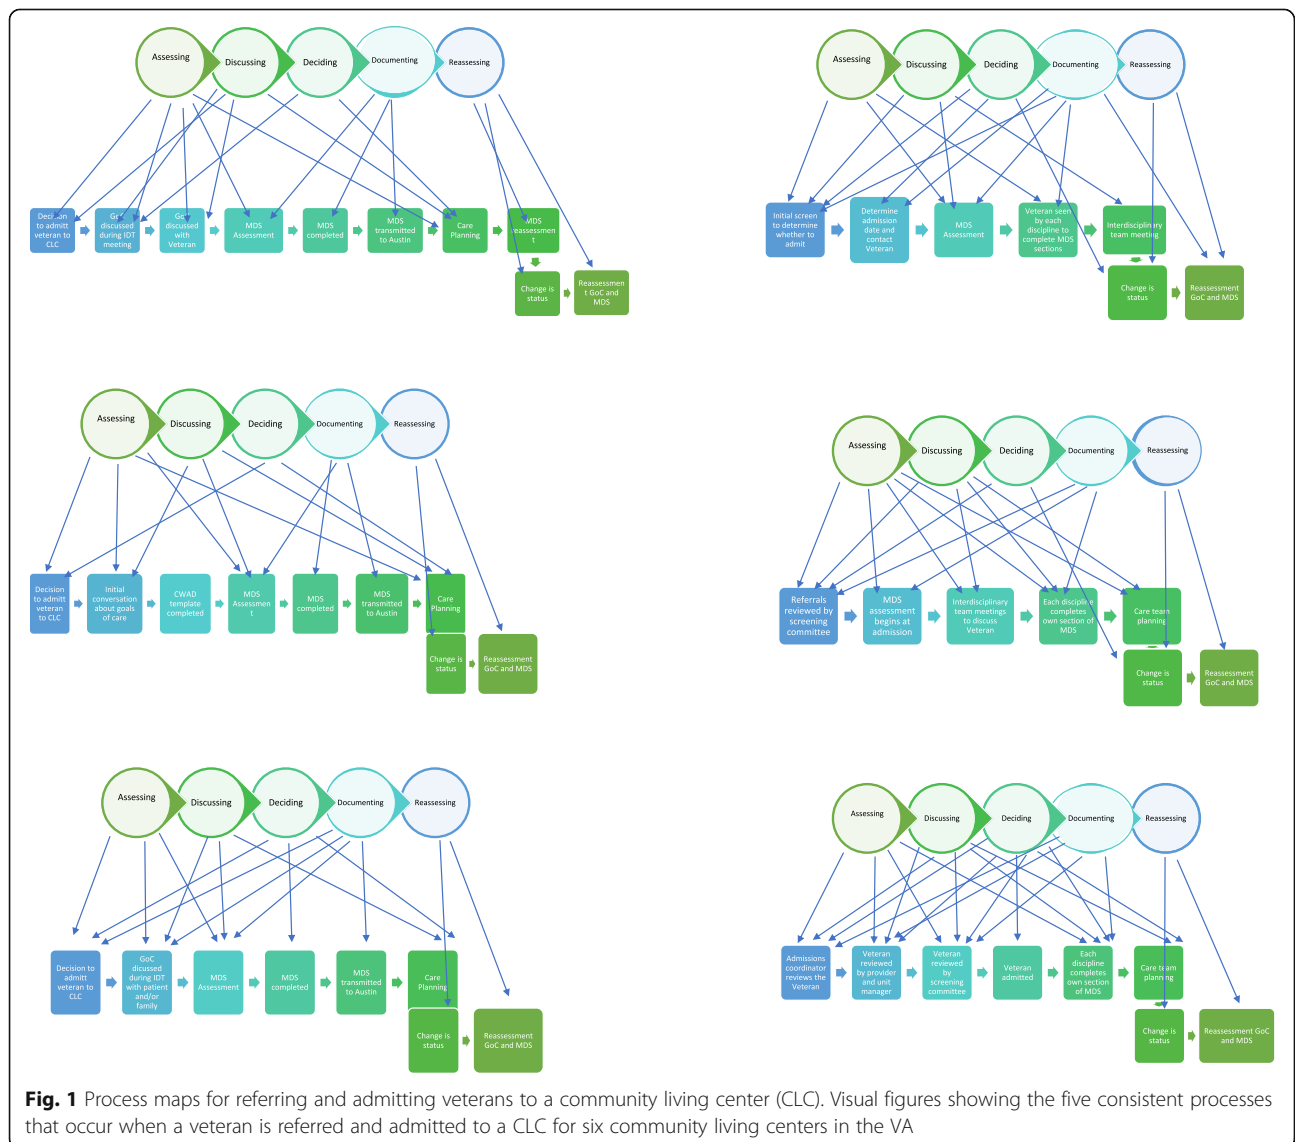 Assessing
Discussing
Deciding
Documenting
Reassessing
Decision
to admitt
veteran to
CLC
GoC
discussed
during IDT
meeting
GoC
discussed
with
Veteran
MDS
Assessment
MDS
completed
MDS
transmitted
to Austin
Care
Planning
MDS
reassessmen
t
Change is
status
Reassessmen
t GoC and
MDS
Assessing
Discussing
Deciding
Documenting
Reassessing
Initial screen
to determine
whether to
admit
Determine
admission
date and
contact
Veteran
MDS
Assessment
Veteran seen
by each
discipline to
complete MDS
sections
Interdisciplinary
team meeting
Change is
status
Reassessment
GoC and MDS
Assessing
Discussing
Deciding
Documenting
Reassessing
Decision
to admitt
veteran
to CLC
Initial
conversation
about goals
of care
CWAD
template
completed
MDS
Assessmen
t
MDS
completed
MDS
transmitted
to Austin
Care
Planning
Change is
status
Reassessment
GoC and MDS
Assessing
Discussing
Deciding
Documenting
Reassessing
Referrals
reviewed by
screening
committee
MDS
assessment
begins at
admission
Interdisciplinary
team meetings
to discuss
Veteran
Each discipline
completes
own section of
MDS
Care team
planning
Change is
status
Reassessment
GoC and MDS
Assessing
Discussing
Deciding
Documenting
Reassessing
Decision to
admitt
veteran to
CLC
GoC
dicussed
during IDT
with patient
and/or
family
MDS
Assessment
MDS
completed
MDS
transmitted
to Austin
Care
Planning
Change is
status
Reassessment
GoC and MDS
Assessing
Discussing
Deciding
Documenting
Reassessing
Admissions
coordinator
reviews the
Veteran
Veteran
reviewed
by provider
and unit
manager
Veteran
reviewed
by
screening
committee
Veteran
admitted
Each
discipline
completes
own section
of MDS
Care team
planning
Change is
status
Reassessment GoC
and MDS
Fig. 1 Process maps for referring and admitting veterans to a community living center (CLC). Visual figures showing the five consistent processes
that occur when a veteran is referred and admitted to a CLC for six community living centers in the VA